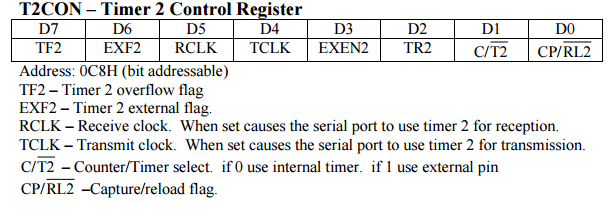 T2CON – Timer 2 Control Register
D7 D6 D5 D4 D3 D2 D1 D0
TF2 EXF2 RCLK TCLK EXEN2 TR2 C/T2̅ CP/RL2̅
Address: 0C8H (bit addressable)
TF2 – Timer 2 overflow flag
EXF2 – Timer 2 external flag.
RCLK – Receive clock. When set causes the serial port to use timer 2 for reception.
TCLK – Transmit clock. When set causes the serial port to use timer 2 for transmission.
C/T2̅ – Counter/Timer select. if 0 use internal timer. if 1 use external pin
CP/RL2̅ –Capture/reload flag.